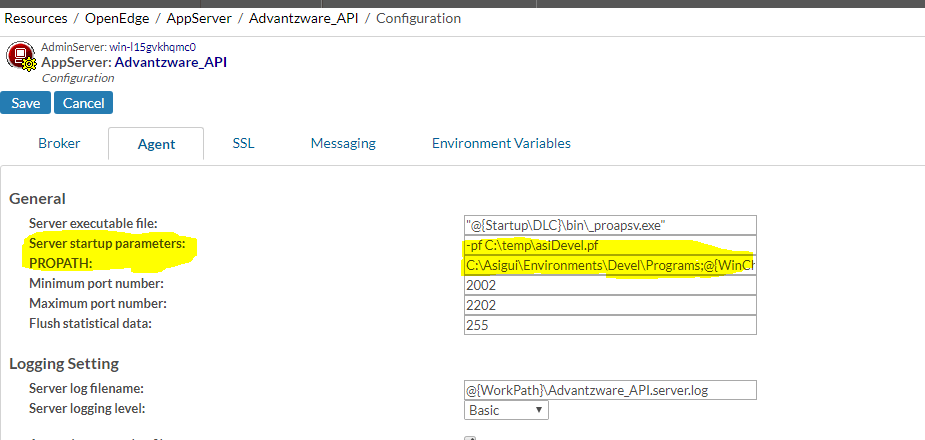 Resources / OpenEdge / AppServer / Advantzware_API / Configuration
AdminServer: win-l15gvkhqmc0
AppServer: Advantzware_API
Configuration
Save Cancel
Broker Agent SSL Messaging Environment Variables
General
Server executable file: "@{Startup\DLC}\bin\_proapsv.exe"
Server startup parameters: -pf C:\temp\asiDevel.pf
PROPATH: C:\Asigui\Environments\Devel\Programs;@{WinCh
Minimum port number: 2002
Maximum port number: 2202
Flush statistical data: 255
Logging Setting
Server log filename: @{WorkPath}\Advantzware_API.server.log
Server logging level: Basic